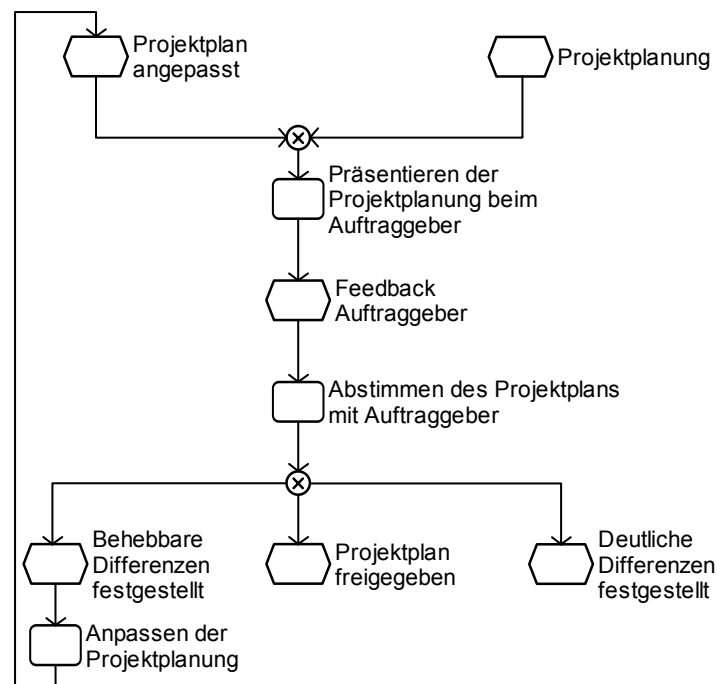 Projektplan
angepasst
Projektplanung
Präsentieren der
Projektplanung beim
Auftraggeber
Feedback
Auftraggeber
Abstimmen des Projektplans
mit Auftraggeber
Behebbare
Differenzen
festgestellt
Projektplan
freigegeben
Deutliche
Differenzen
festgestellt
Anpassen der
Projektplanung